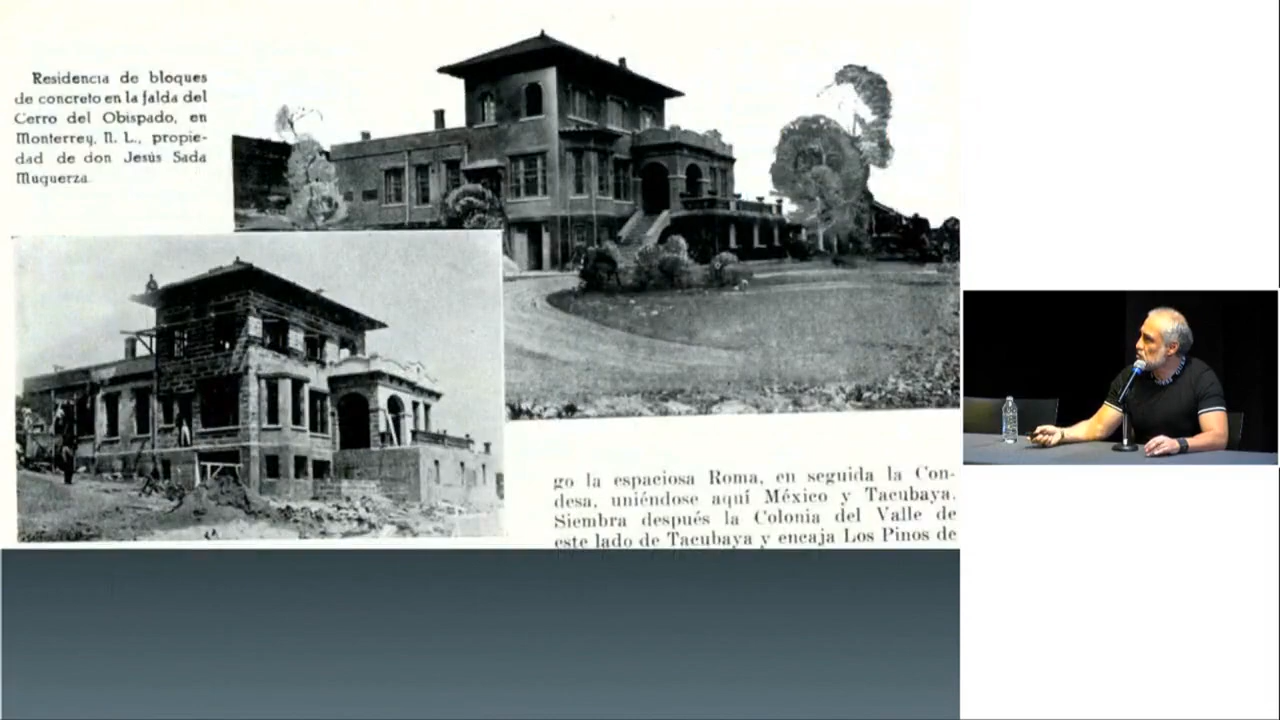 Residencia de bloques
de concreto en la falda del
Cerro del Obispado, en
Monterrey, N. L., propie-
dad de don Jesús Sada
Muguerza
go la espaciosa Roma, en seguida la Con-
desa, uniéndose aquí México y Tacubaya.
Siembra después la Colonia del Valle de
este lado de Tacubaya y encaja Los Pinos de